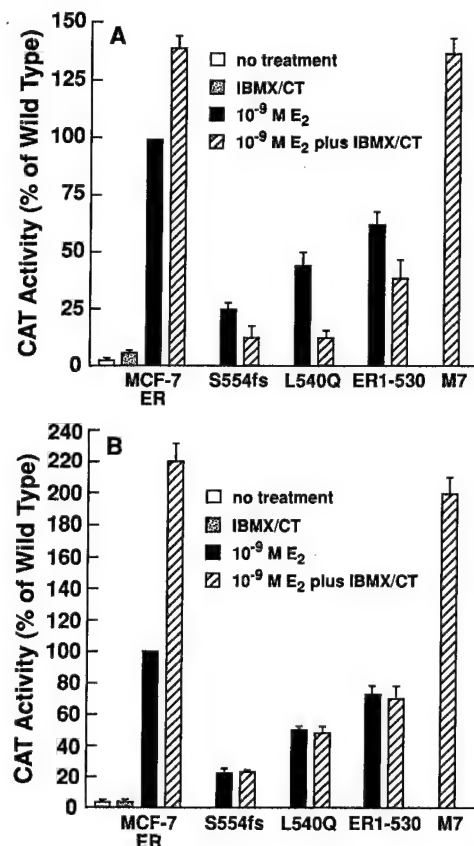 A
CAT Activity (% of Wild Type)
150
125
100
75
50
25
0
no treatment
IBMX/CT
10⁻⁹ M E₂
10⁻⁹ M E₂ plus IBMX/CT
MCF-7 S554fs L540Q ER1-530 M7
ER
B
CAT Activity (% of Wild Type)
240
220
200
180
160
140
120
100
80
60
40
20
0
no treatment
IBMX/CT
10⁻⁹ M E₂
10⁻⁹ M E₂ plus IBMX/CT
MCF-7 S554fs L540Q ER1-530 M7
ER